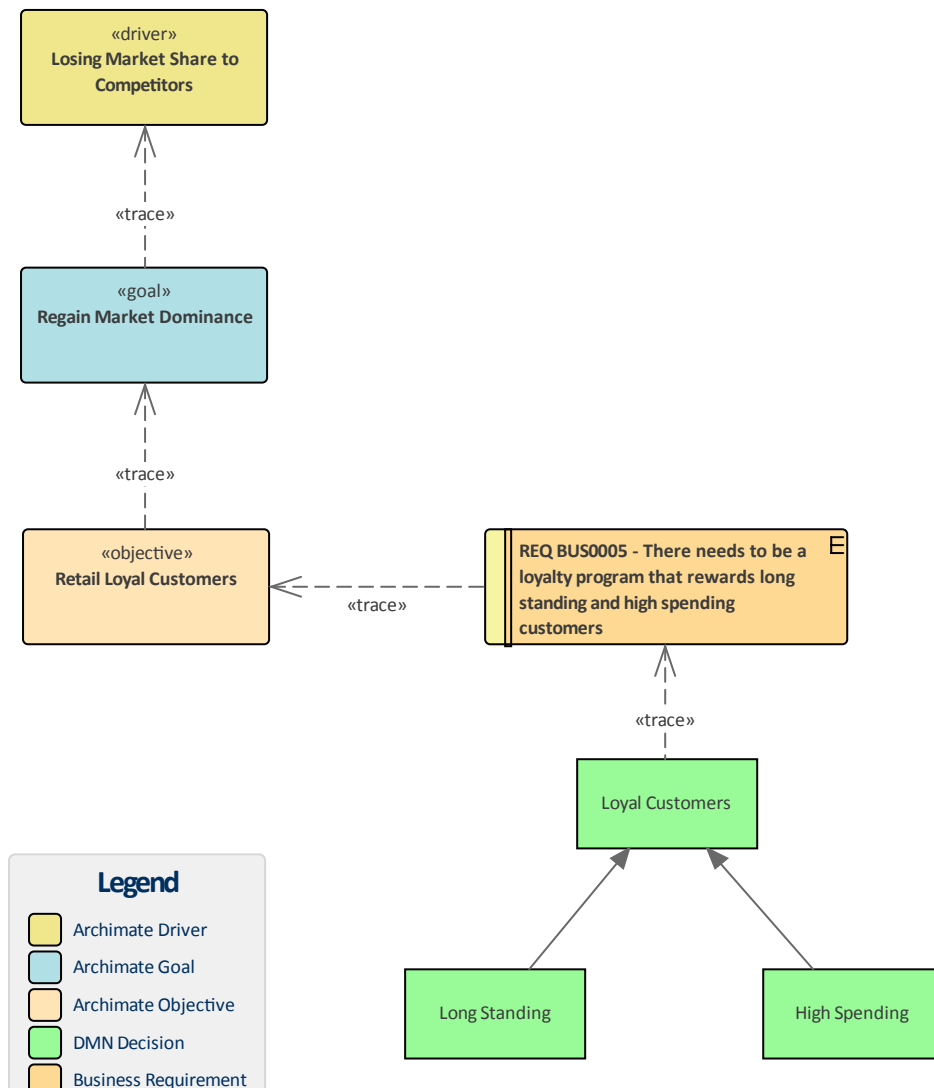 «driver»
Losing Market Share to
Competitors
«trace»
«goal»
Regain Market Dominance
«trace»
«objective»
Retail Loyal Customers
«trace»
REQ BUS0005 - There needs to be a
loyalty program that rewards long
standing and high spending
customers
E
«trace»
Loyal Customers
Long Standing
High Spending
Legend
Archimate Driver
Archimate Goal
Archimate Objective
DMN Decision
Business Requirement